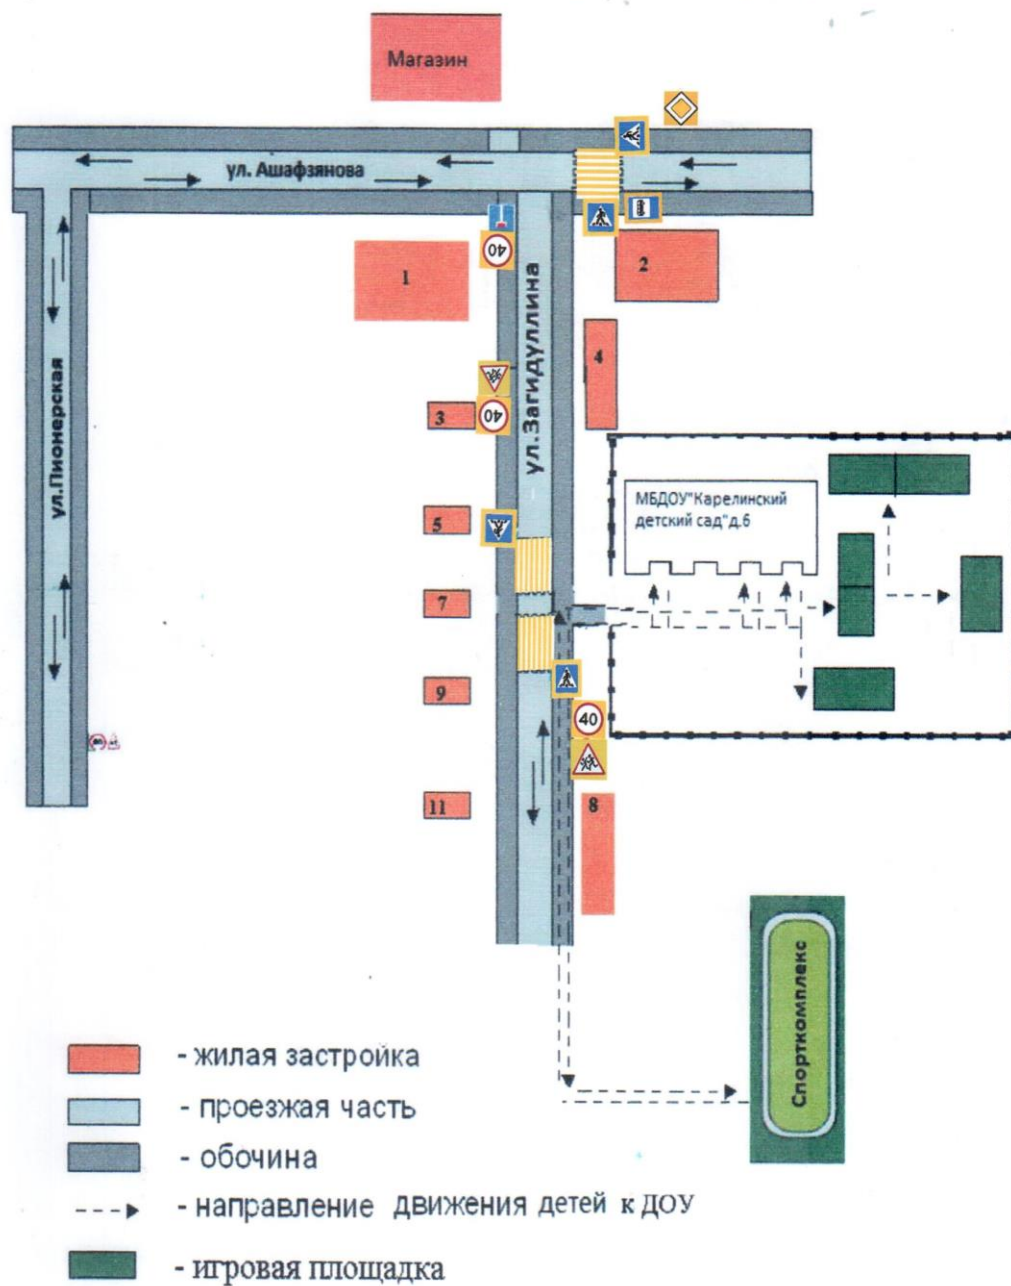 Магазин
ул. Ашафзянова
40
1
2
ул.Загидуллина
ул.Пионерская
4
3
40
5
МБДОУ"Карелинский
детский сад"д.6
7
9
40
11
8
Спорткомплекс
- жилая застройка
- проезжая часть
- обочина
- направление движения детей к ДОУ
- игровая площадка